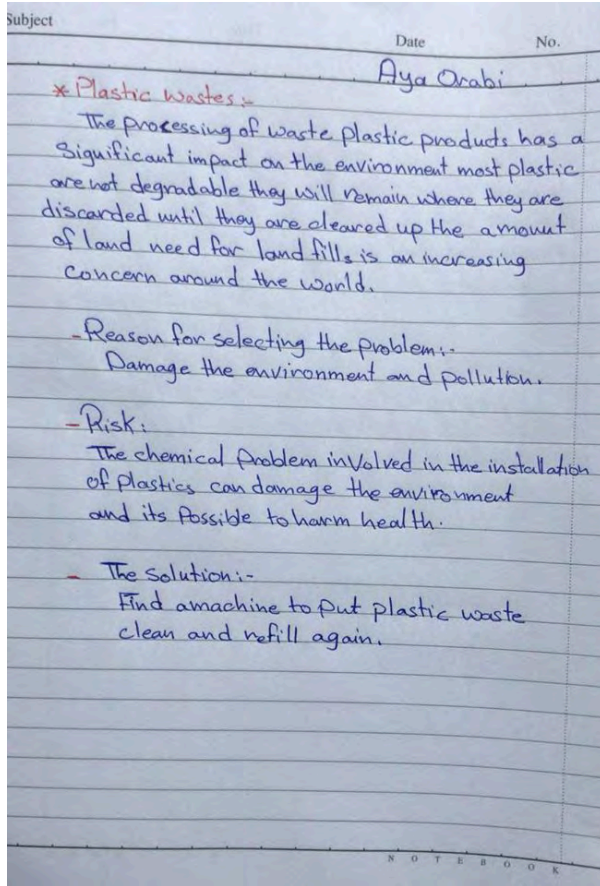 Subject
Date No.
Aya Orabi
* Plastic wastes:-
The processing of waste plastic products has a
Significant impact on the environment most plastic
are not degradable they will remain where they are
discarded until they are cleared up the amount
of land need for land fills is an increasing
Concern around the world.
- Reason for selecting the problem:-
Damage the environment and pollution.
- Risk:
The chemical problem involved in the installation
of plastics can damage the environment
and its Possible to harm health.
- The Solution:-
Find amachine to put plastic waste
clean and refill again.
NOTEBOOK